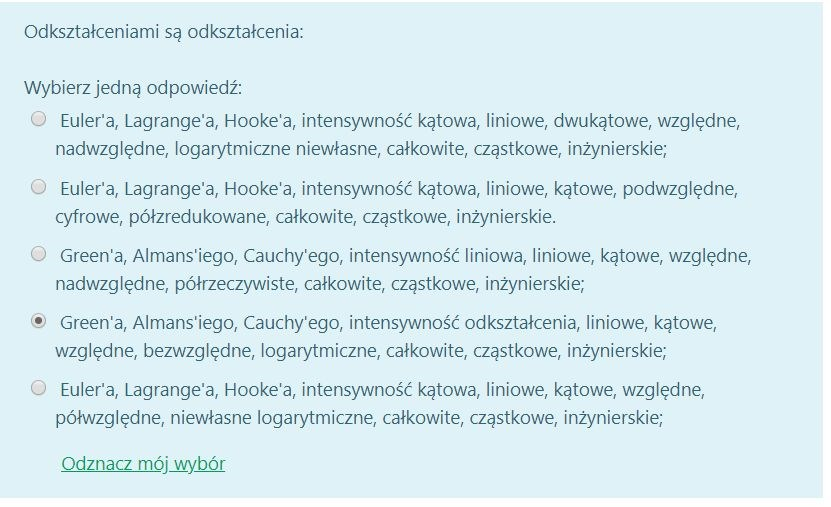 Odkształceniami są odkształcenia:
Wybierz jedną odpowiedź:
Euler'a, Lagrange'a, Hooke'a, intensywność kątowa, liniowe, dwukątowe, względne,
nadwzględne, logarytmiczne niewłasne, całkowite, cząstkowe, inżynierskie;
Euler'a, Lagrange'a, Hooke'a, intensywność kątowa, liniowe, kątowe, podwzględne,
cyfrowe, półzredukowane, całkowite, cząstkowe, inżynierskie.
Green'a, Almans'iego, Cauchy'ego, intensywność liniowa, liniowe, kątowe, względne,
nadwzględne, półrzeczywiste, całkowite, cząstkowe, inżynierskie;
Green'a, Almans'iego, Cauchy'ego, intensywność odkształcenia, liniowe, kątowe,
względne, bezwzględne, logarytmiczne, całkowite, cząstkowe, inżynierskie;
Euler'a, Lagrange'a, Hooke'a, intensywność kątowa, liniowe, kątowe, względne,
półwzględne, niewłasne logarytmiczne, całkowite, cząstkowe, inżynierskie;
Odznacz mój wybór